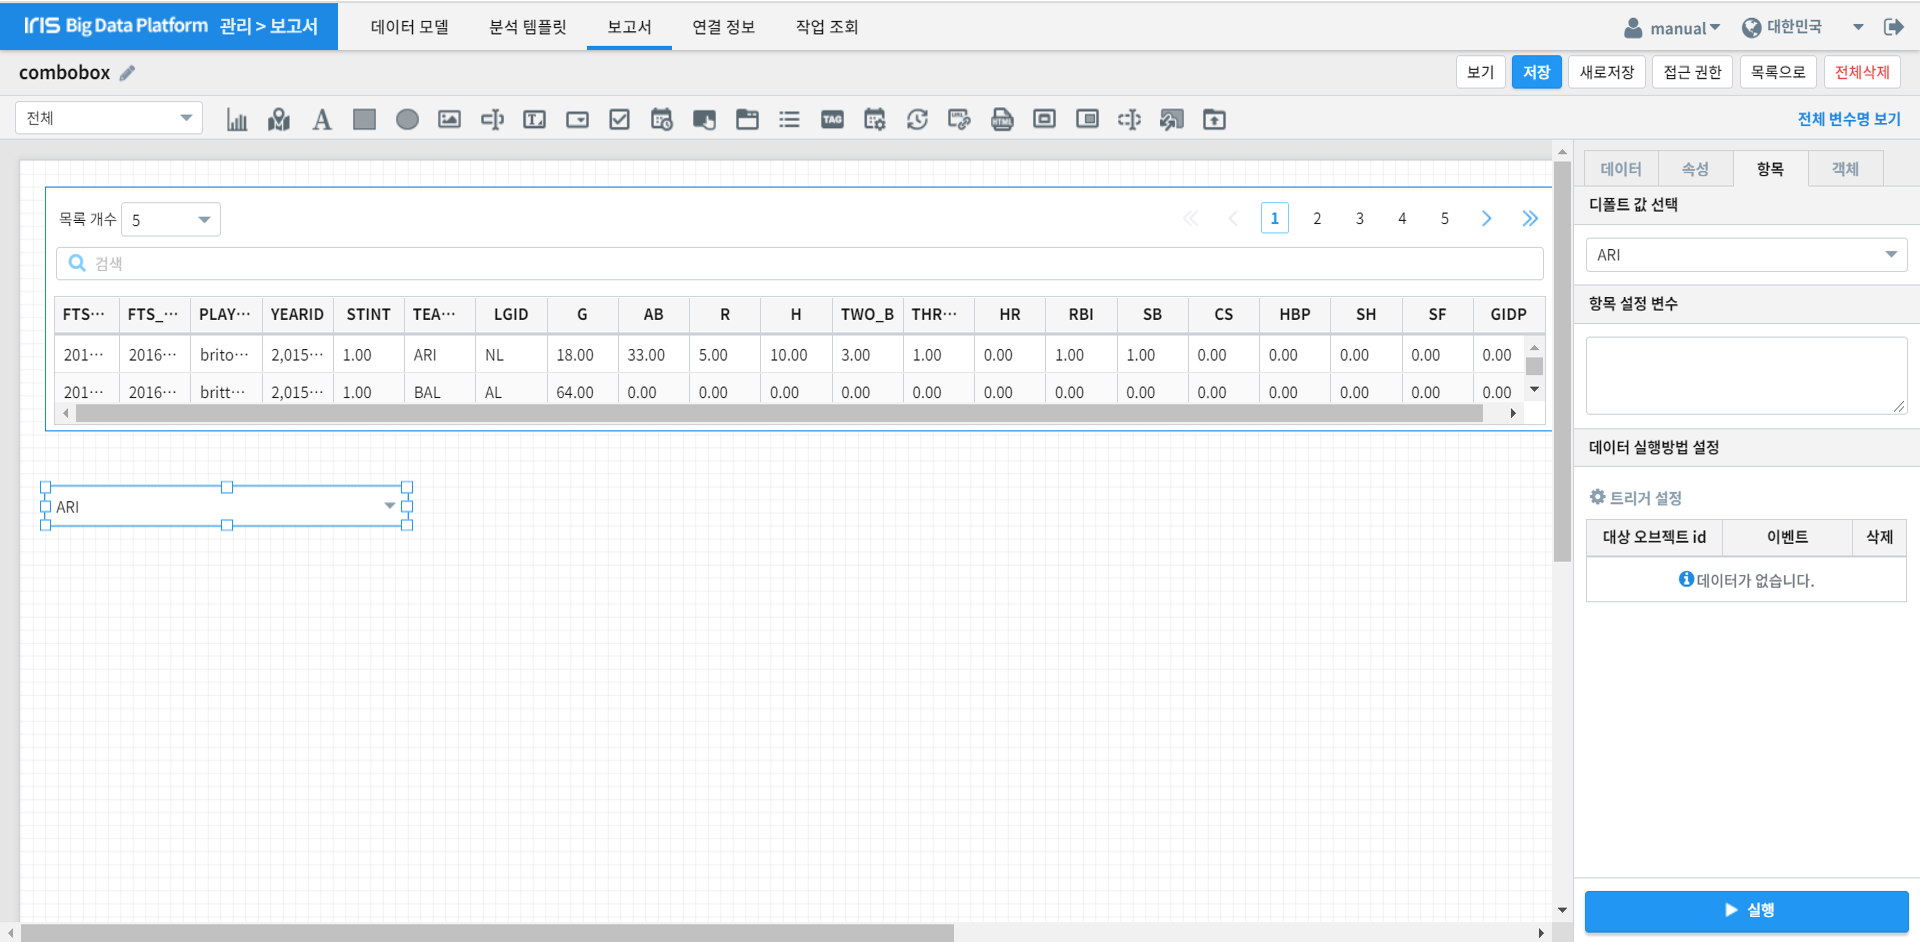 IRIS Big Data Platform 관리 > 보고서 데이터 모델 분석 템플릿 보고서 연결 정보 작업 조회 manual 대한민국
combobox 보기 저장 새로저장 접근 권한 목록으로 전체삭제
전체 A T TAG URL HTML 전체 변수명 보기
데이터 속성 항목 객체
디폴트 값 선택
목록 개수 5 1 2 3 4 5
ARI
검색
항목 설정 변수
FTS··· FTS_··· PLAY··· YEARID STINT TEA··· LGID G AB R H TWO_B THR··· HR RBI SB CS HBP SH SF GIDP
201··· 2016··· brito··· 2,015··· 1.00 ARI NL 18.00 33.00 5.00 10.00 3.00 1.00 0.00 1.00 1.00 0.00 0.00 0.00 0.00 0.00
201··· 2016··· britt··· 2,015··· 1.00 BAL AL 64.00 0.00 0.00 0.00 0.00 0.00 0.00 0.00 0.00 0.00 0.00 0.00 0.00 0.00
데이터 실행방법 설정
트리거 설정
ARI
대상 오브젝트 id 이벤트 삭제
데이터가 없습니다.
실행